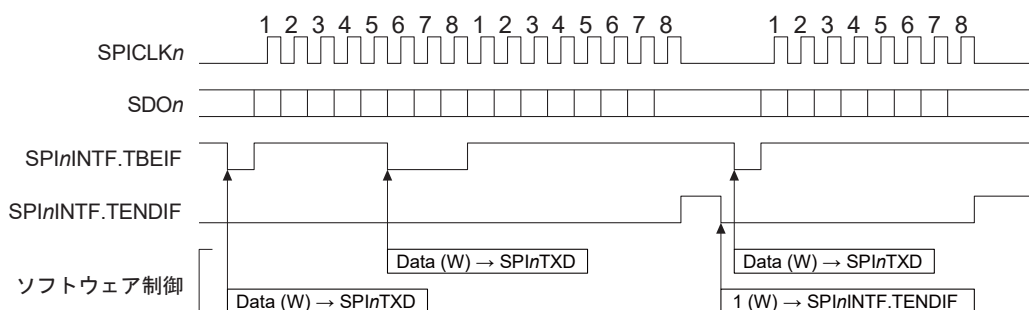 1 2 3 4 5 6 7 8 1 2 3 4 5 6 7 8 1 2 3 4 5 6 7 8
SPICLKn
SDOn
SPInINTF.TBEIF
SPInINTF.TENDIF
Data (W) → SPInTXD Data (W) → SPInTXD
ソフトウェア制御
Data (W) → SPInTXD 1 (W) → SPInINTF.TENDIF